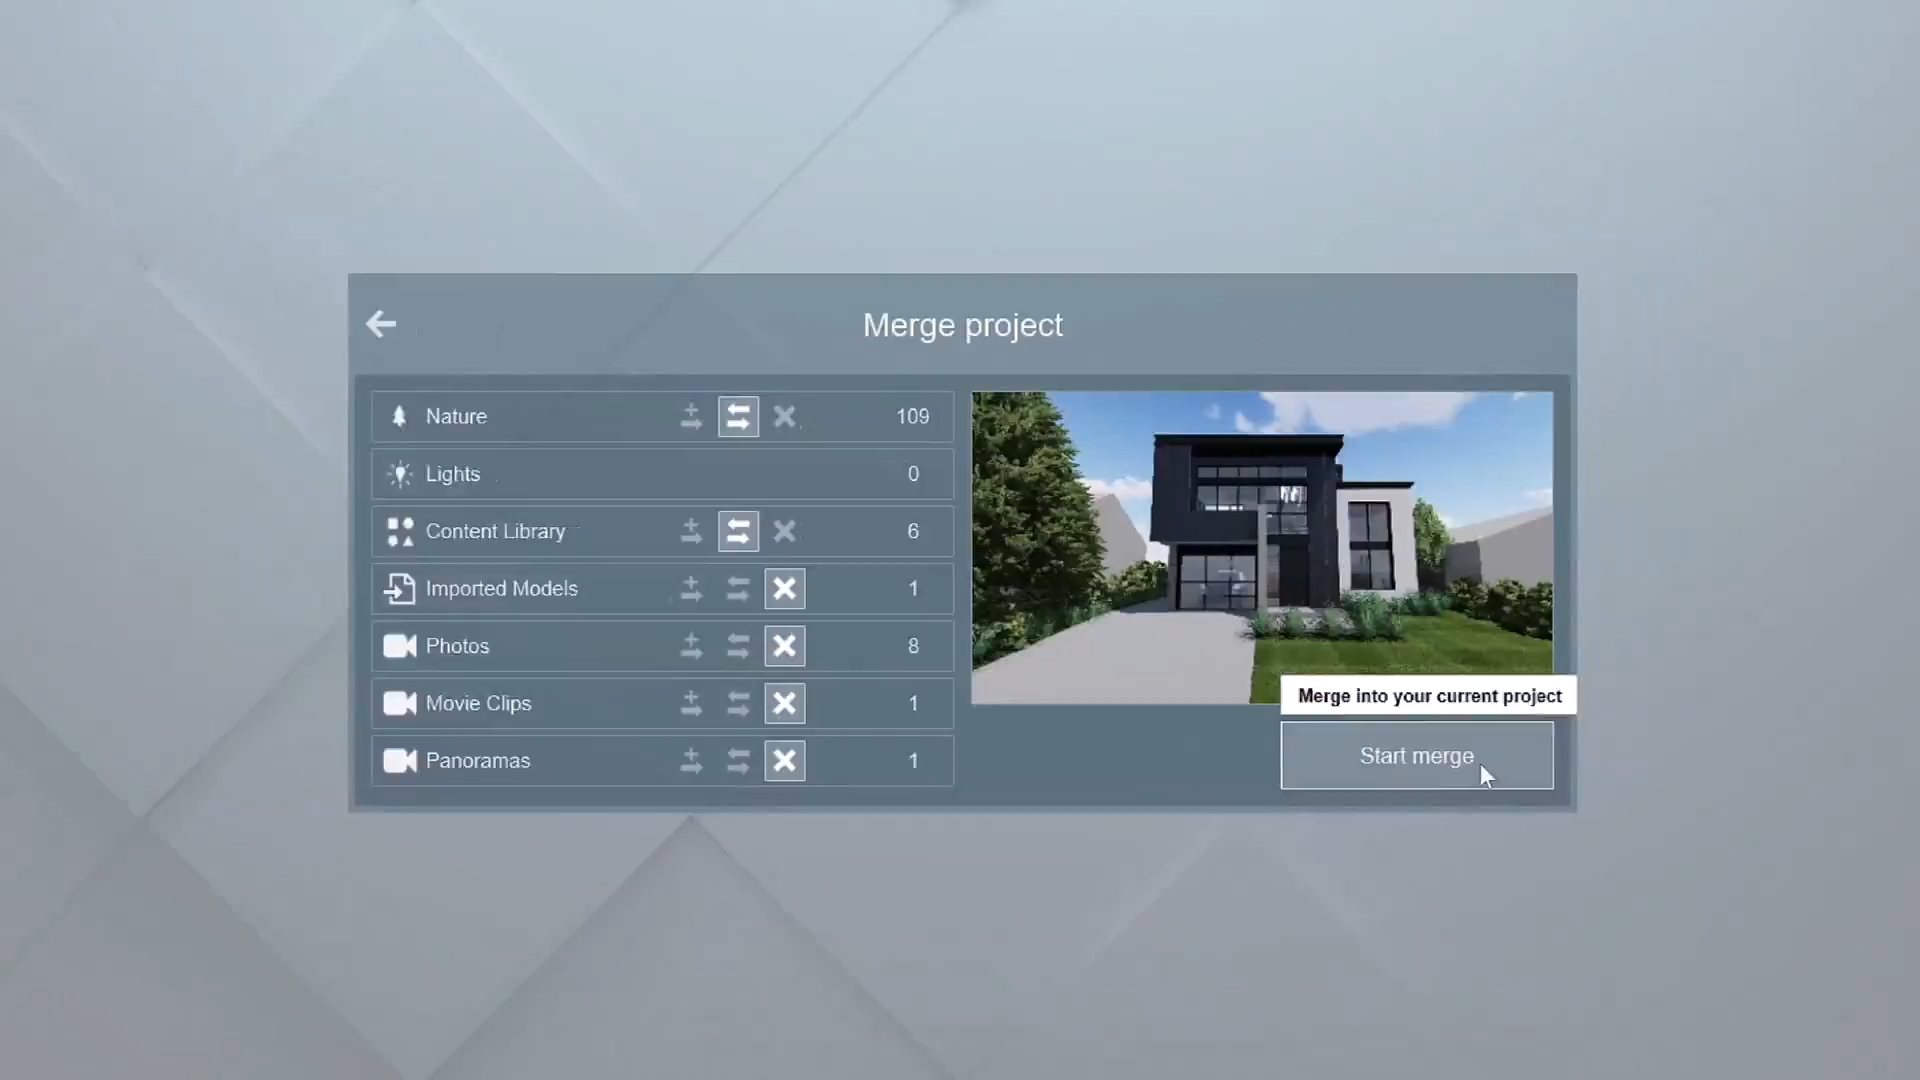 Merge project
Nature 109
Lights 0
Content Library 6
Imported Models 1
Photos 8
Movie Clips 1
Panoramas 1
Merge into your current project
Start merge